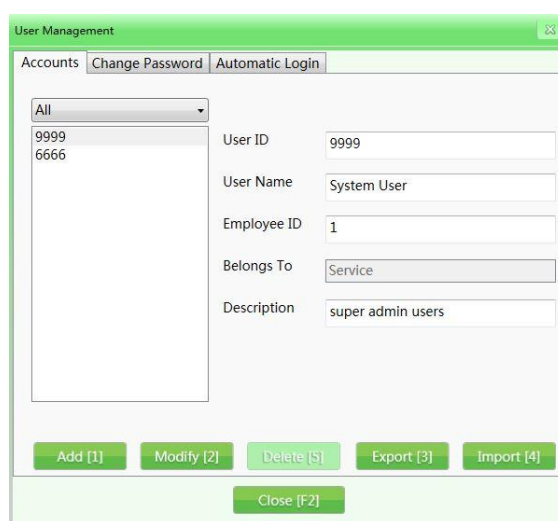 User Management
Accounts Change Password Automatic Login
All
9999
6666
User ID 9999
User Name System User
Employee ID 1
Belongs To Service
Description super admin users
Add [1] Modify [2] Delete [5] Export [3] Import [4]
Close [F2]